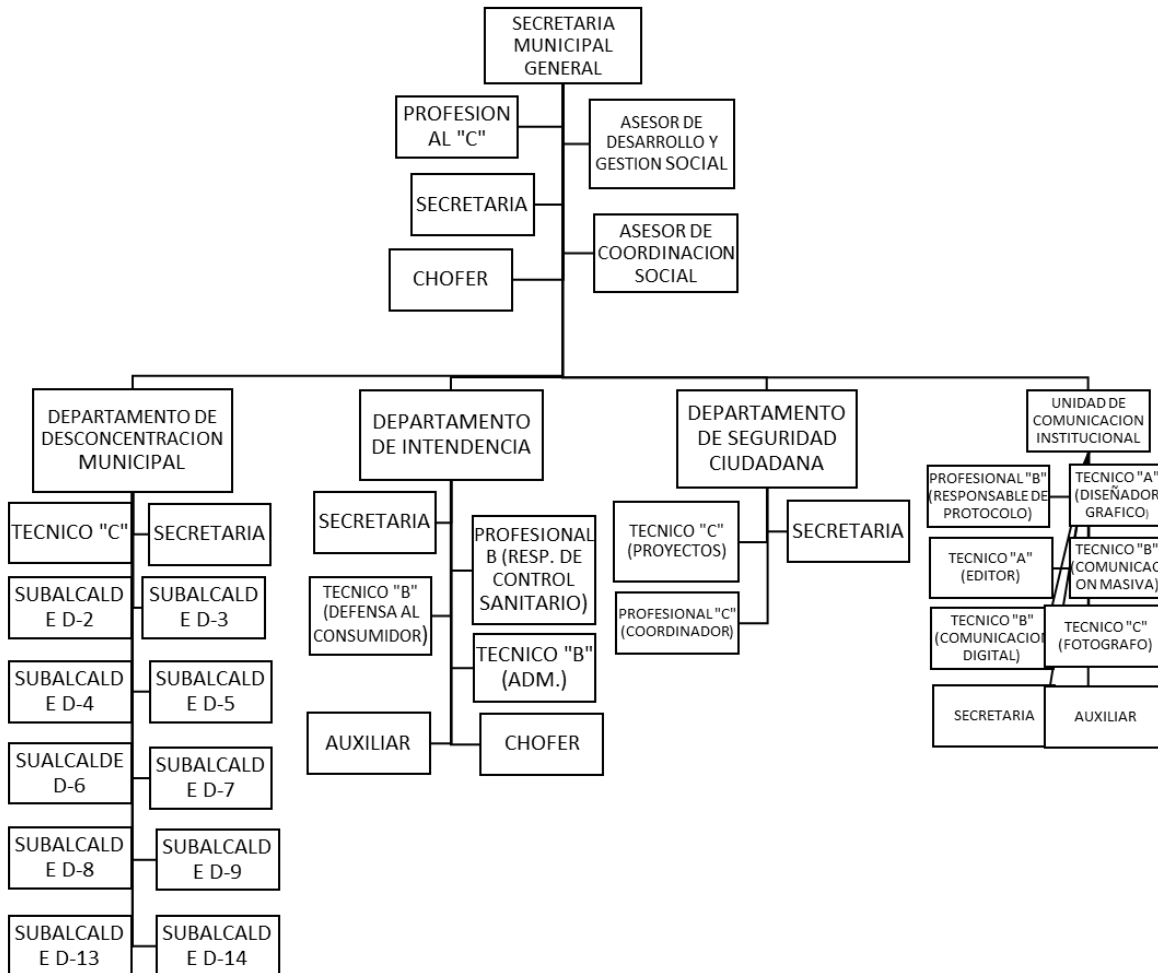 SECRETARIA
MUNICIPAL
GENERAL
PROFESION
AL "C"
ASESOR DE
DESARROLLO Y
GESTION SOCIAL
SECRETARIA
ASESOR DE
COORDINACION
SOCIAL
CHOFER
DEPARTAMENTO DE
DESCONCENTRACION
MUNICIPAL
TECNICO "C"
SECRETARIA
SUBALCALD
E D-2
SUBALCALD
E D-3
SUBALCALD
E D-4
SUBALCALD
E D-5
SUALCALDE
D-6
SUBALCALD
E D-7
SUBALCALD
E D-8
SUBALCALD
E D-9
SUBALCALD
E D-13
SUBALCALD
E D-14
DEPARTAMENTO
DE INTENDENCIA
SECRETARIA
PROFESIONAL
B (RESP. DE
CONTROL
SANITARIO)
TECNICO "B"
(DEFENSA AL
CONSUMIDOR)
TECNICO "B"
(ADM.)
AUXILIAR
CHOFER
DEPARTAMENTO
DE SEGURIDAD
CIUDADANA
TECNICO "C"
(PROYECTOS)
SECRETARIA
PROFESIONAL "C"
(COORDINADOR)
UNIDAD DE
COMUNICACION
INSTITUCIONAL
PROFESIONAL "B"
(RESPONSABLE DE
PROTOCOLO)
TECNICO "A"
(DISEÑADOR
GRAFICO)
TECNICO "A"
(EDITOR)
TECNICO "B"
(COMUNICACI
ON MASIVA)
TECNICO "B"
(COMUNICACION
DIGITAL)
TECNICO "C"
(FOTOGRAFO)
SECRETARIA
AUXILIAR